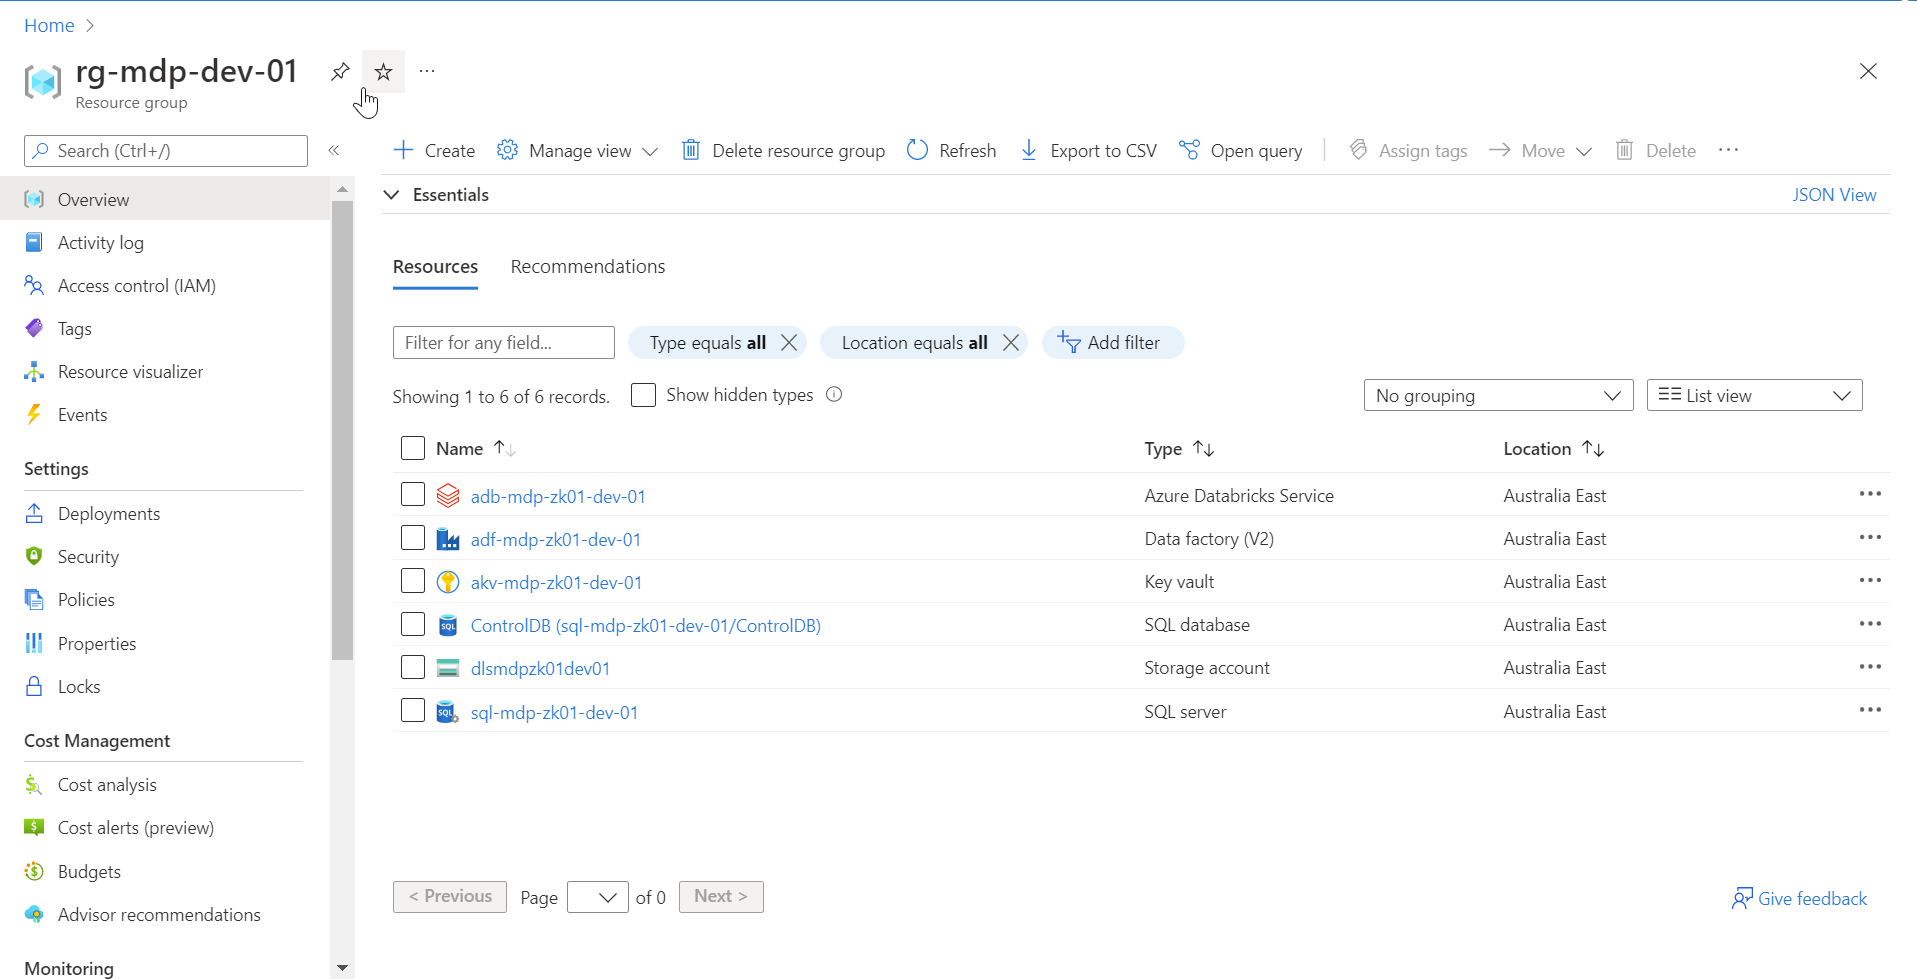 Home
rg-mdp-dev-01
Resource group
Search (Ctrl+/)
Overview
Activity log
Access control (IAM)
Tags
Resource visualizer
Events
Settings
Deployments
Security
Policies
Properties
Locks
Cost Management
Cost analysis
Cost alerts (preview)
Budgets
Advisor recommendations
Monitoring
Create Manage view Delete resource group Refresh Export to CSV Open query Assign tags Move Delete
Essentials JSON View
Resources Recommendations
Filter for any field... Type equals all Location equals all Add filter
Showing 1 to 6 of 6 records. Show hidden types No grouping List view
Name Type Location
adb-mdp-zk01-dev-01 Azure Databricks Service Australia East
adf-mdp-zk01-dev-01 Data factory (V2) Australia East
akv-mdp-zk01-dev-01 Key vault Australia East
ControlDB (sql-mdp-zk01-dev-01/ControlDB) SQL database Australia East
dlsmdpzk01dev01 Storage account Australia East
sql-mdp-zk01-dev-01 SQL server Australia East
< Previous Page of 0 Next >
Give feedback